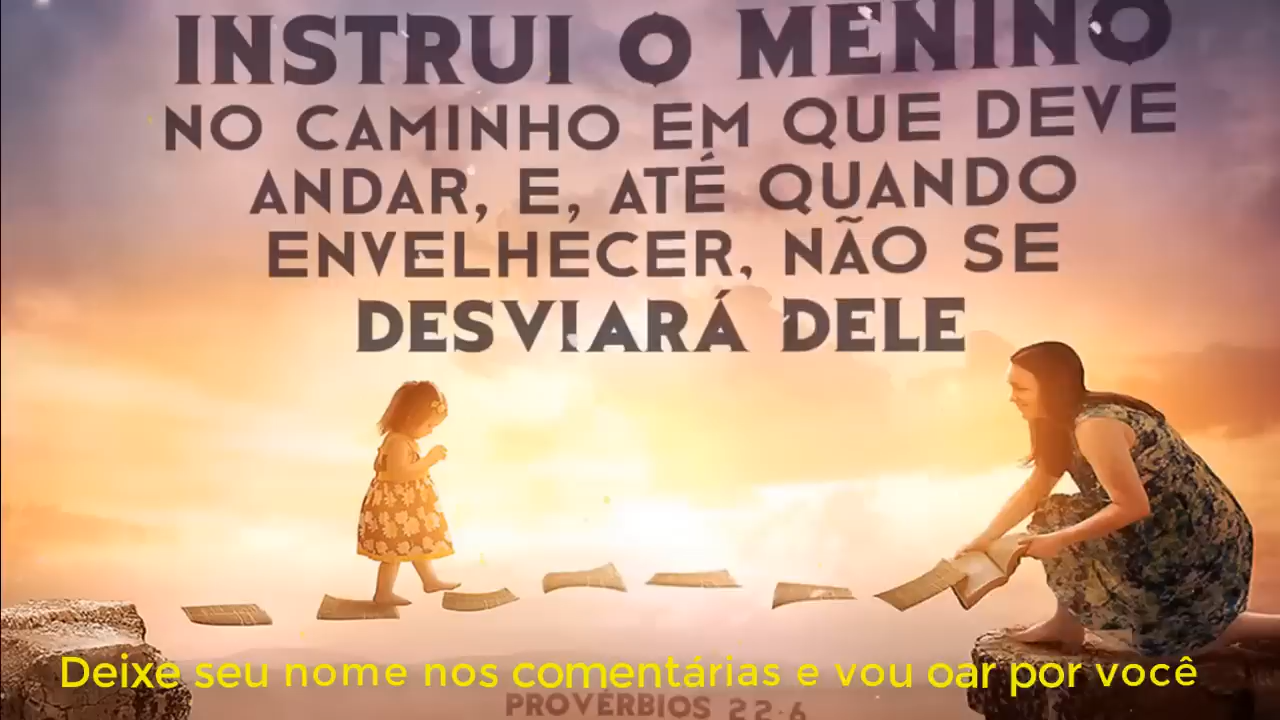 INSTRUI O MENINO
NO CAMINHO EM QUE DEVE
ANDAR, E, ATÉ QUANDO
ENVELHECER, NÃO SE
DESVIARÁ DELE
Deixe seu nome nos comentárias e vou oar por você
PROVÉRBIOS 22:6